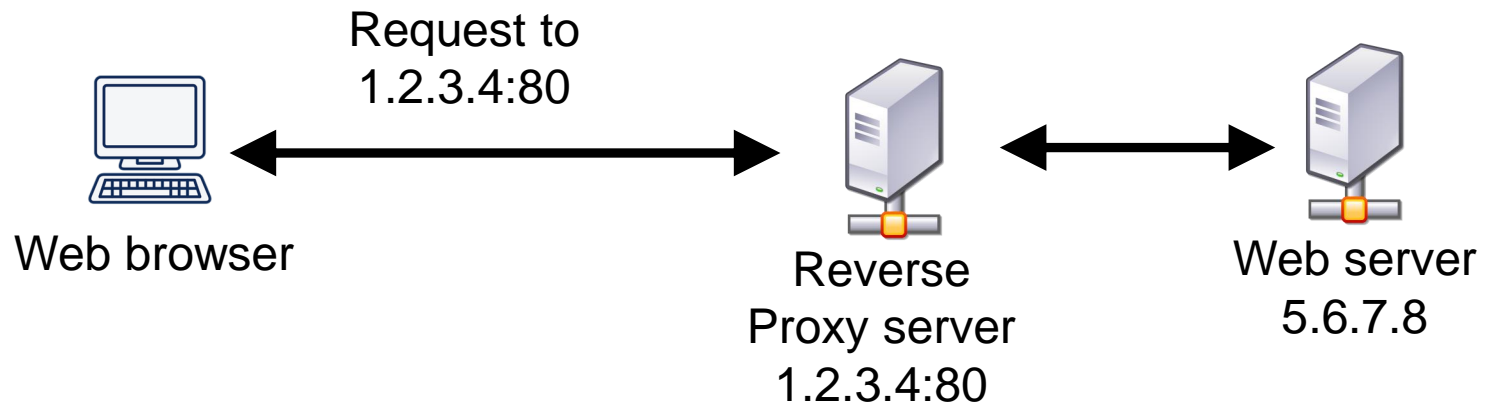 Request to
1.2.3.4:80
Web browser
Reverse
Proxy server
1.2.3.4:80
Web server
5.6.7.8